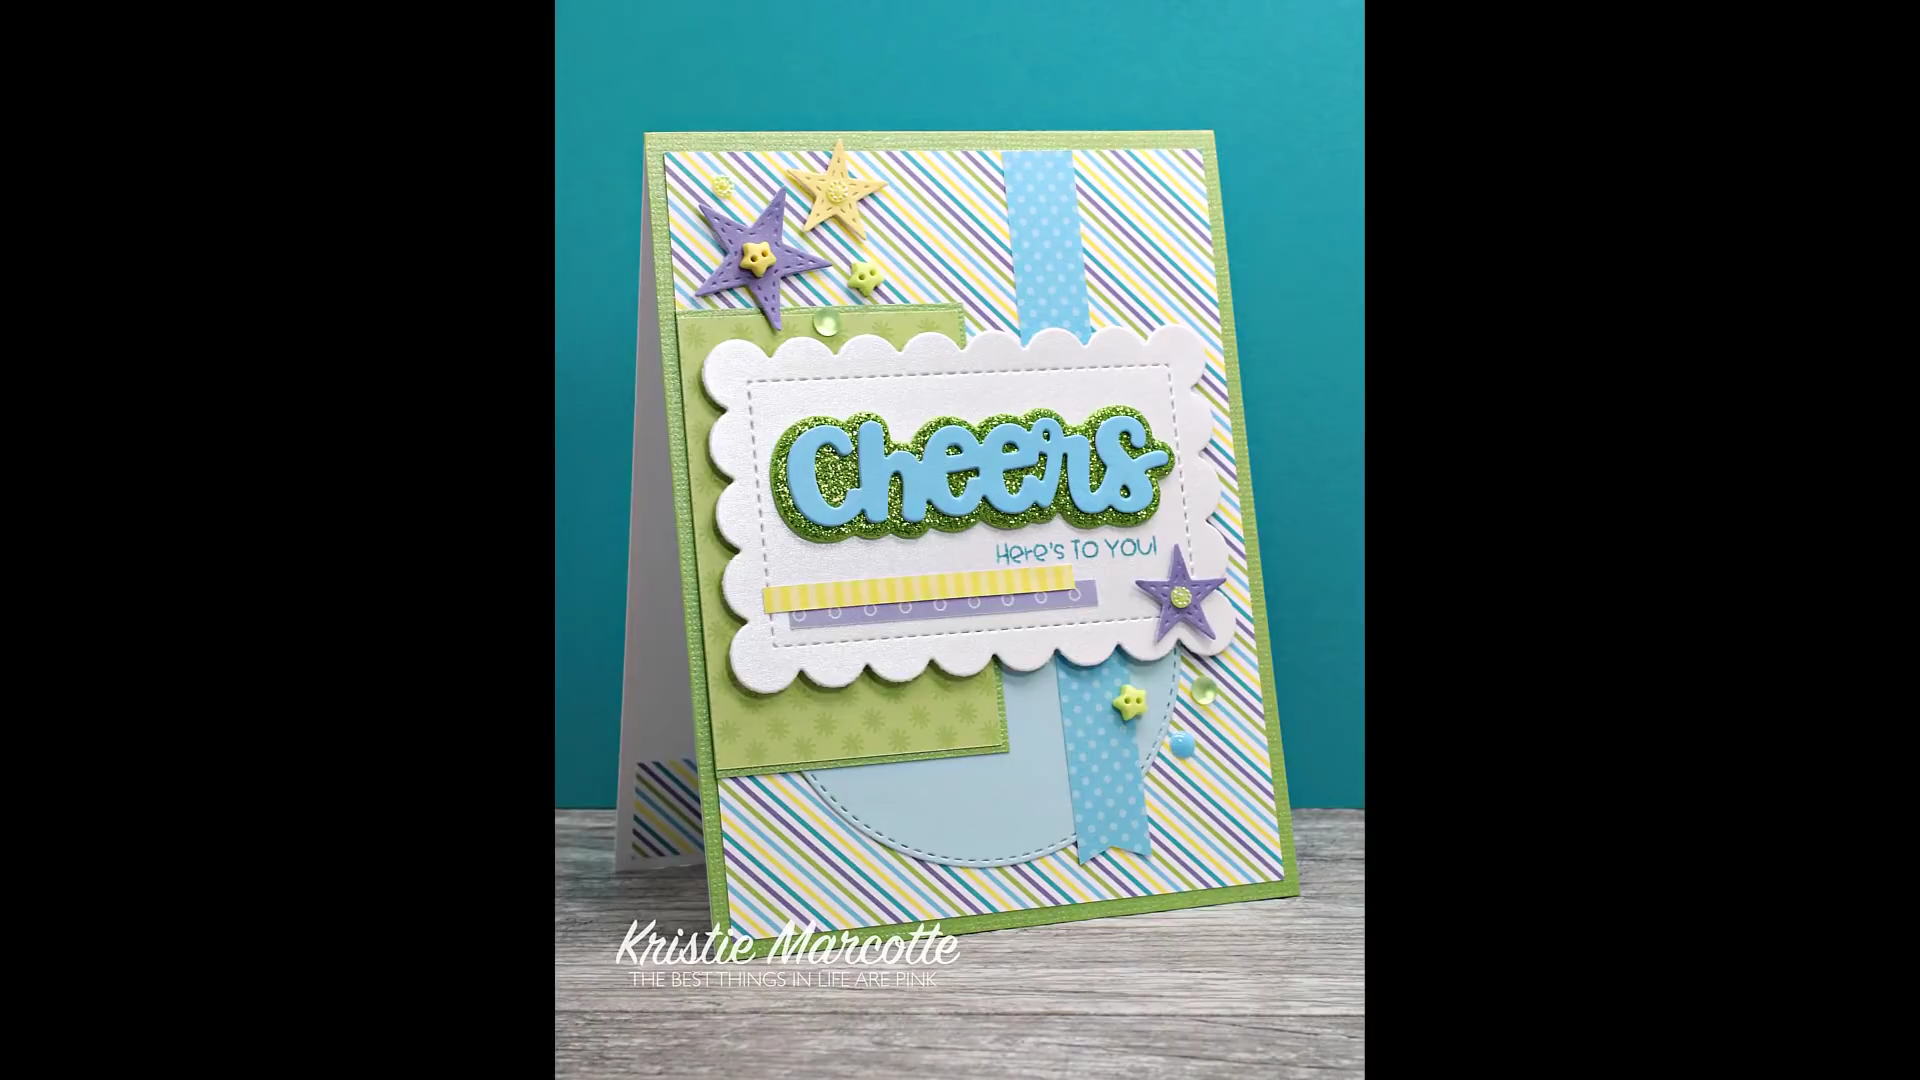 Cheers
Here's To You!
Kristie Marcotte
THE BEST THINGS IN LIFE ARE PINK